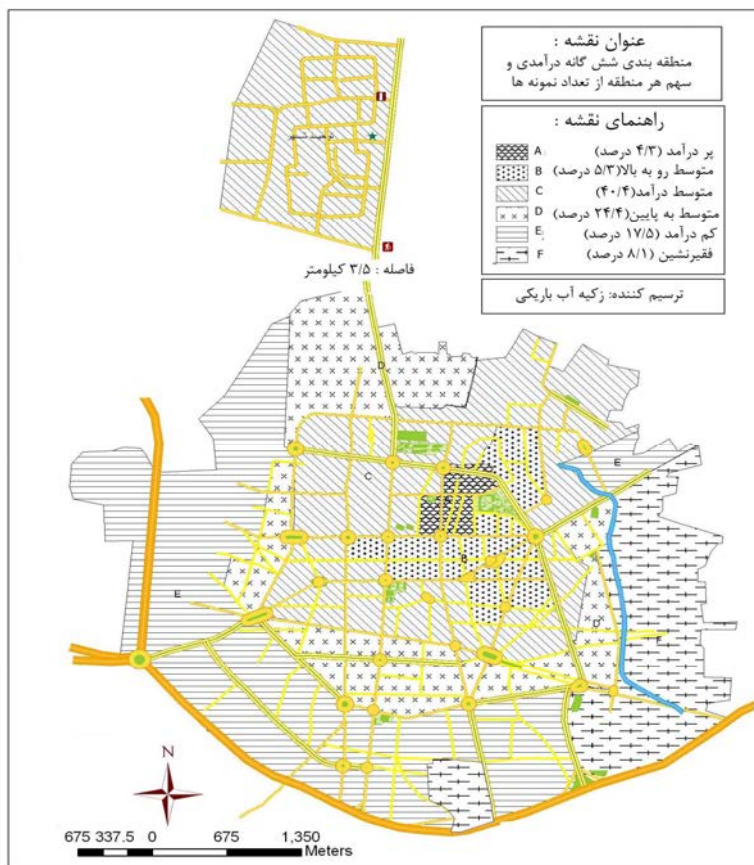 عنوان نقشه :
منطقه بندی شش گانه درآمدی و
سهم هر منطقه از تعداد نمونه ها
راهنمای نقشه :
A پر درآمد (۴/۳ درصد)
B متوسط رو به بالا(۵/۳ درصد)
C متوسط درآمد(۴۰/۴)
D متوسط به پایین(۲۴/۴ درصد)
E کم درآمد (۱۷/۵ درصد)
F فقیرنشین (۸/۱ درصد)
ترسیم کننده: زکیه آب باریکی
توحید شهر
فاصله : ۳/۵ کیلومتر
D
C
E
B
E
D
F
N
675 337.5 0 675 1,350
Meters